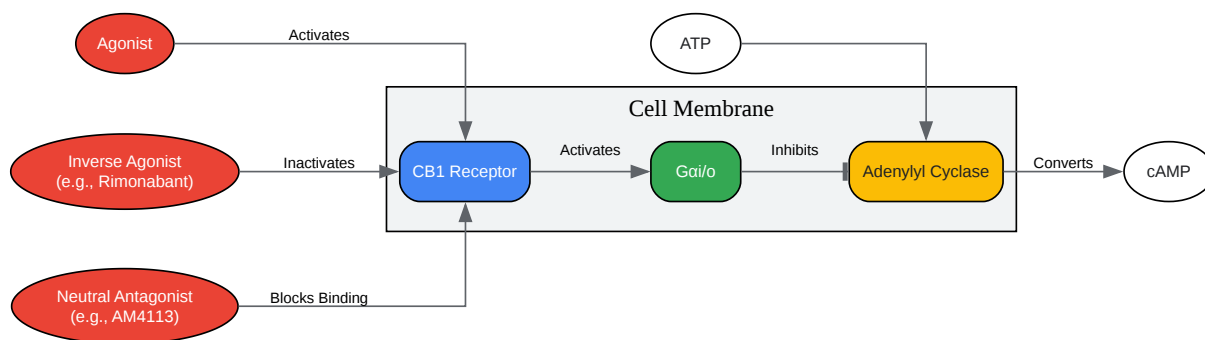 Agonist
Activates
ATP
Cell Membrane
Inverse Agonist
(e.g., Rimonabant)
Inactivates
CB1 Receptor
Activates
Gαi/o
Inhibits
Adenylyl Cyclase
Converts
cAMP
Neutral Antagonist
(e.g., AM4113)
Blocks Binding